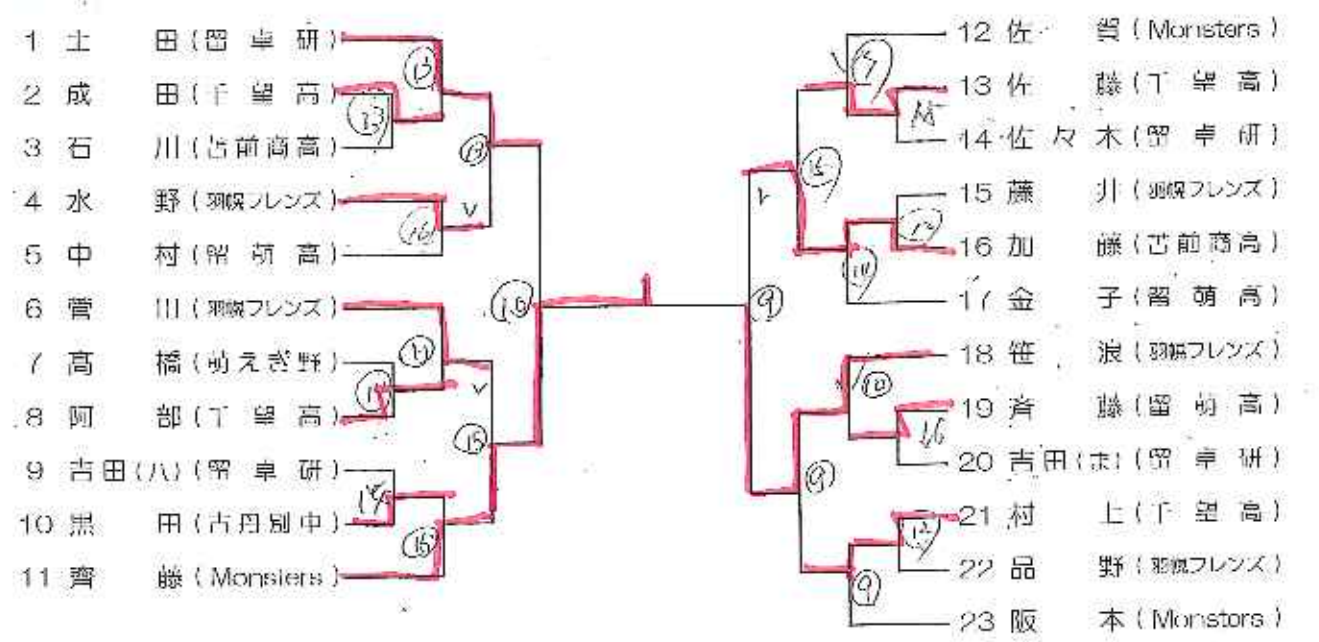 1 土 田 (留 卓 研)
2 成 田 (千 望 高)
3 石 川 (苫前商高)
4 水 野 (羽幌フレンズ)
5 中 村 (留 萌 高)
6 菅 川 (羽幌フレンズ)
7 高 橋 (萌えぎ野)
8 阿 部 (千 望 高)
9 吉田(八) (留 卓 研)
10 黒 田 (古丹別中)
11 齊 藤 (Monsters)
12 佐 賀 (Monsters)
13 佐 藤 (千 望 高)
14 佐 々 木 (留 卓 研)
15 藤 井 (羽幌フレンズ)
16 加 藤 (苫前商高)
17 金 子 (留 萌 高)
18 笹 浪 (羽幌フレンズ)
19 斉 藤 (留 萌 高)
20 吉田(ま) (留 卓 研)
21 村 上 (千 望 高)
22 品 野 (羽幌フレンズ)
23 阪 本 (Monsters)